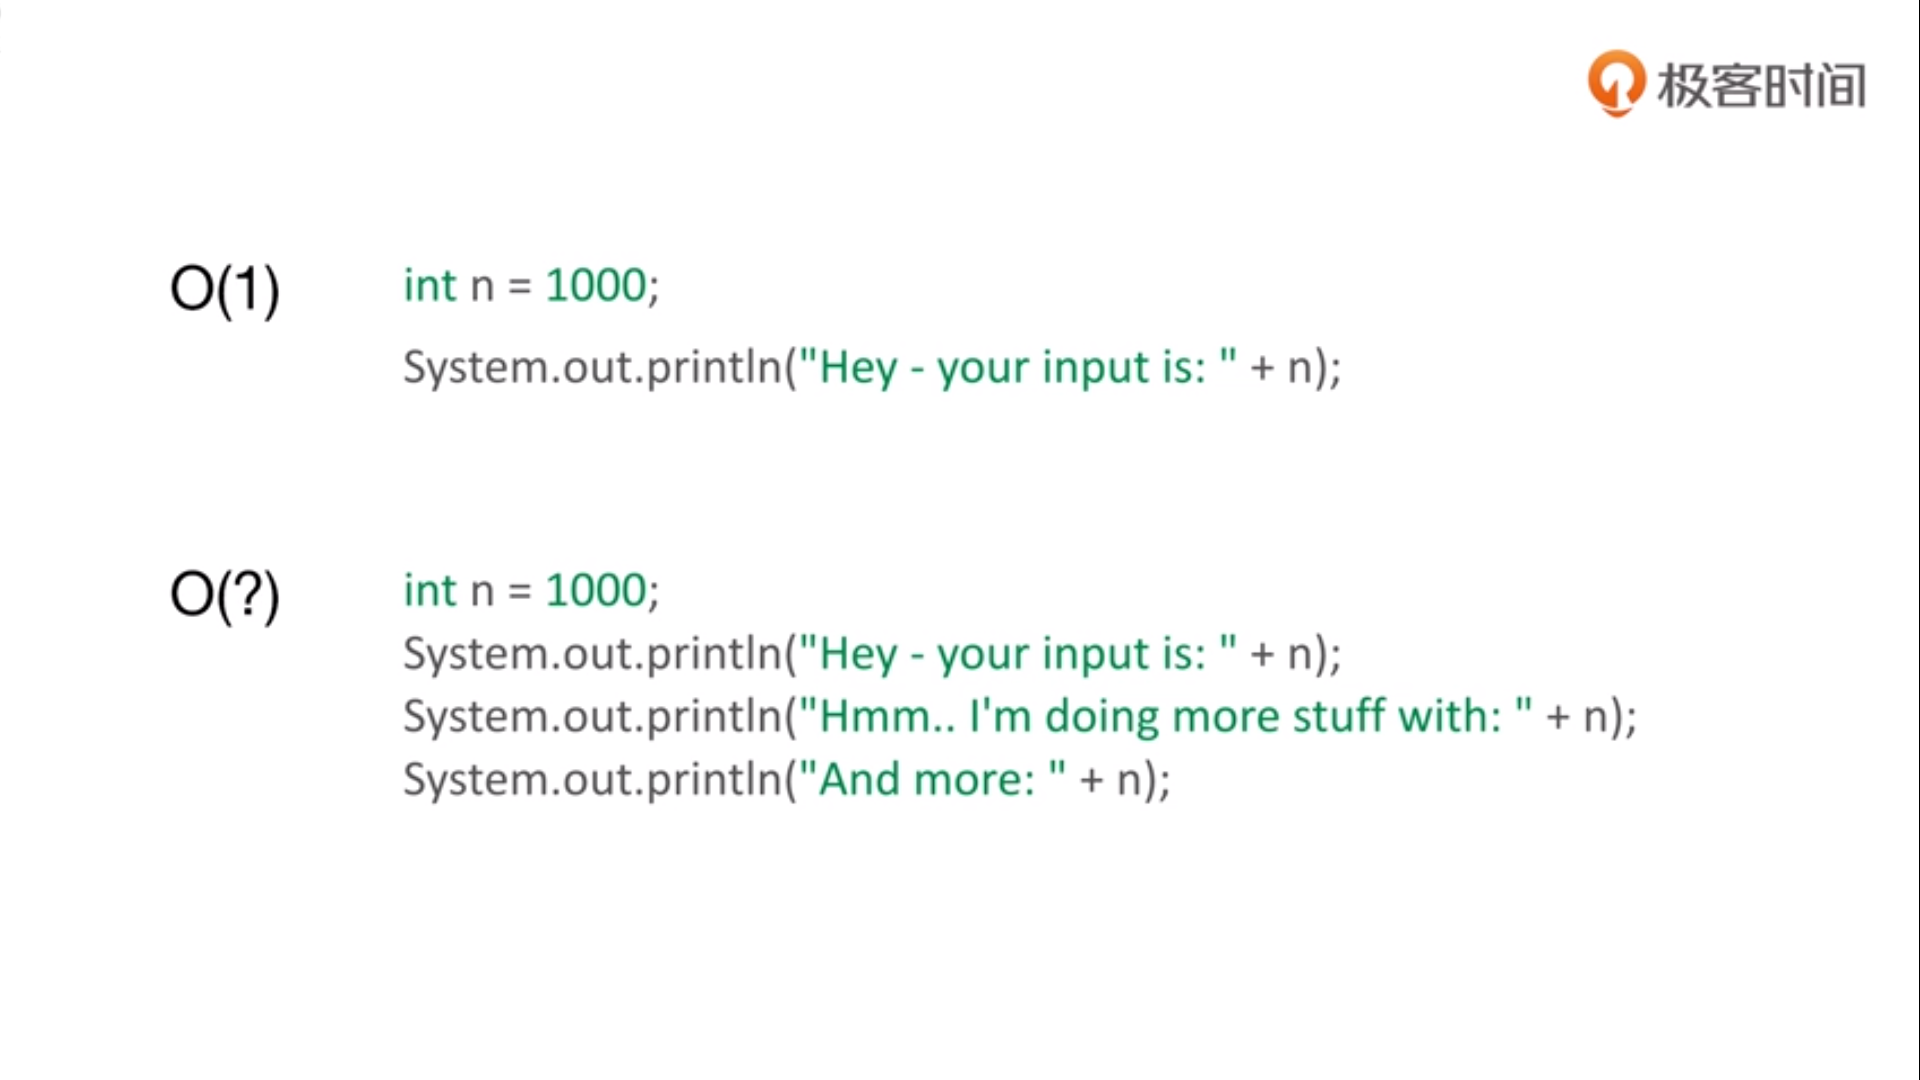 极客时间
O(1)
int n = 1000;
System.out.println("Hey - your input is: " + n);
O(?)
int n = 1000;
System.out.println("Hey - your input is: " + n);
System.out.println("Hmm.. I'm doing more stuff with: " + n);
System.out.println("And more: " + n);